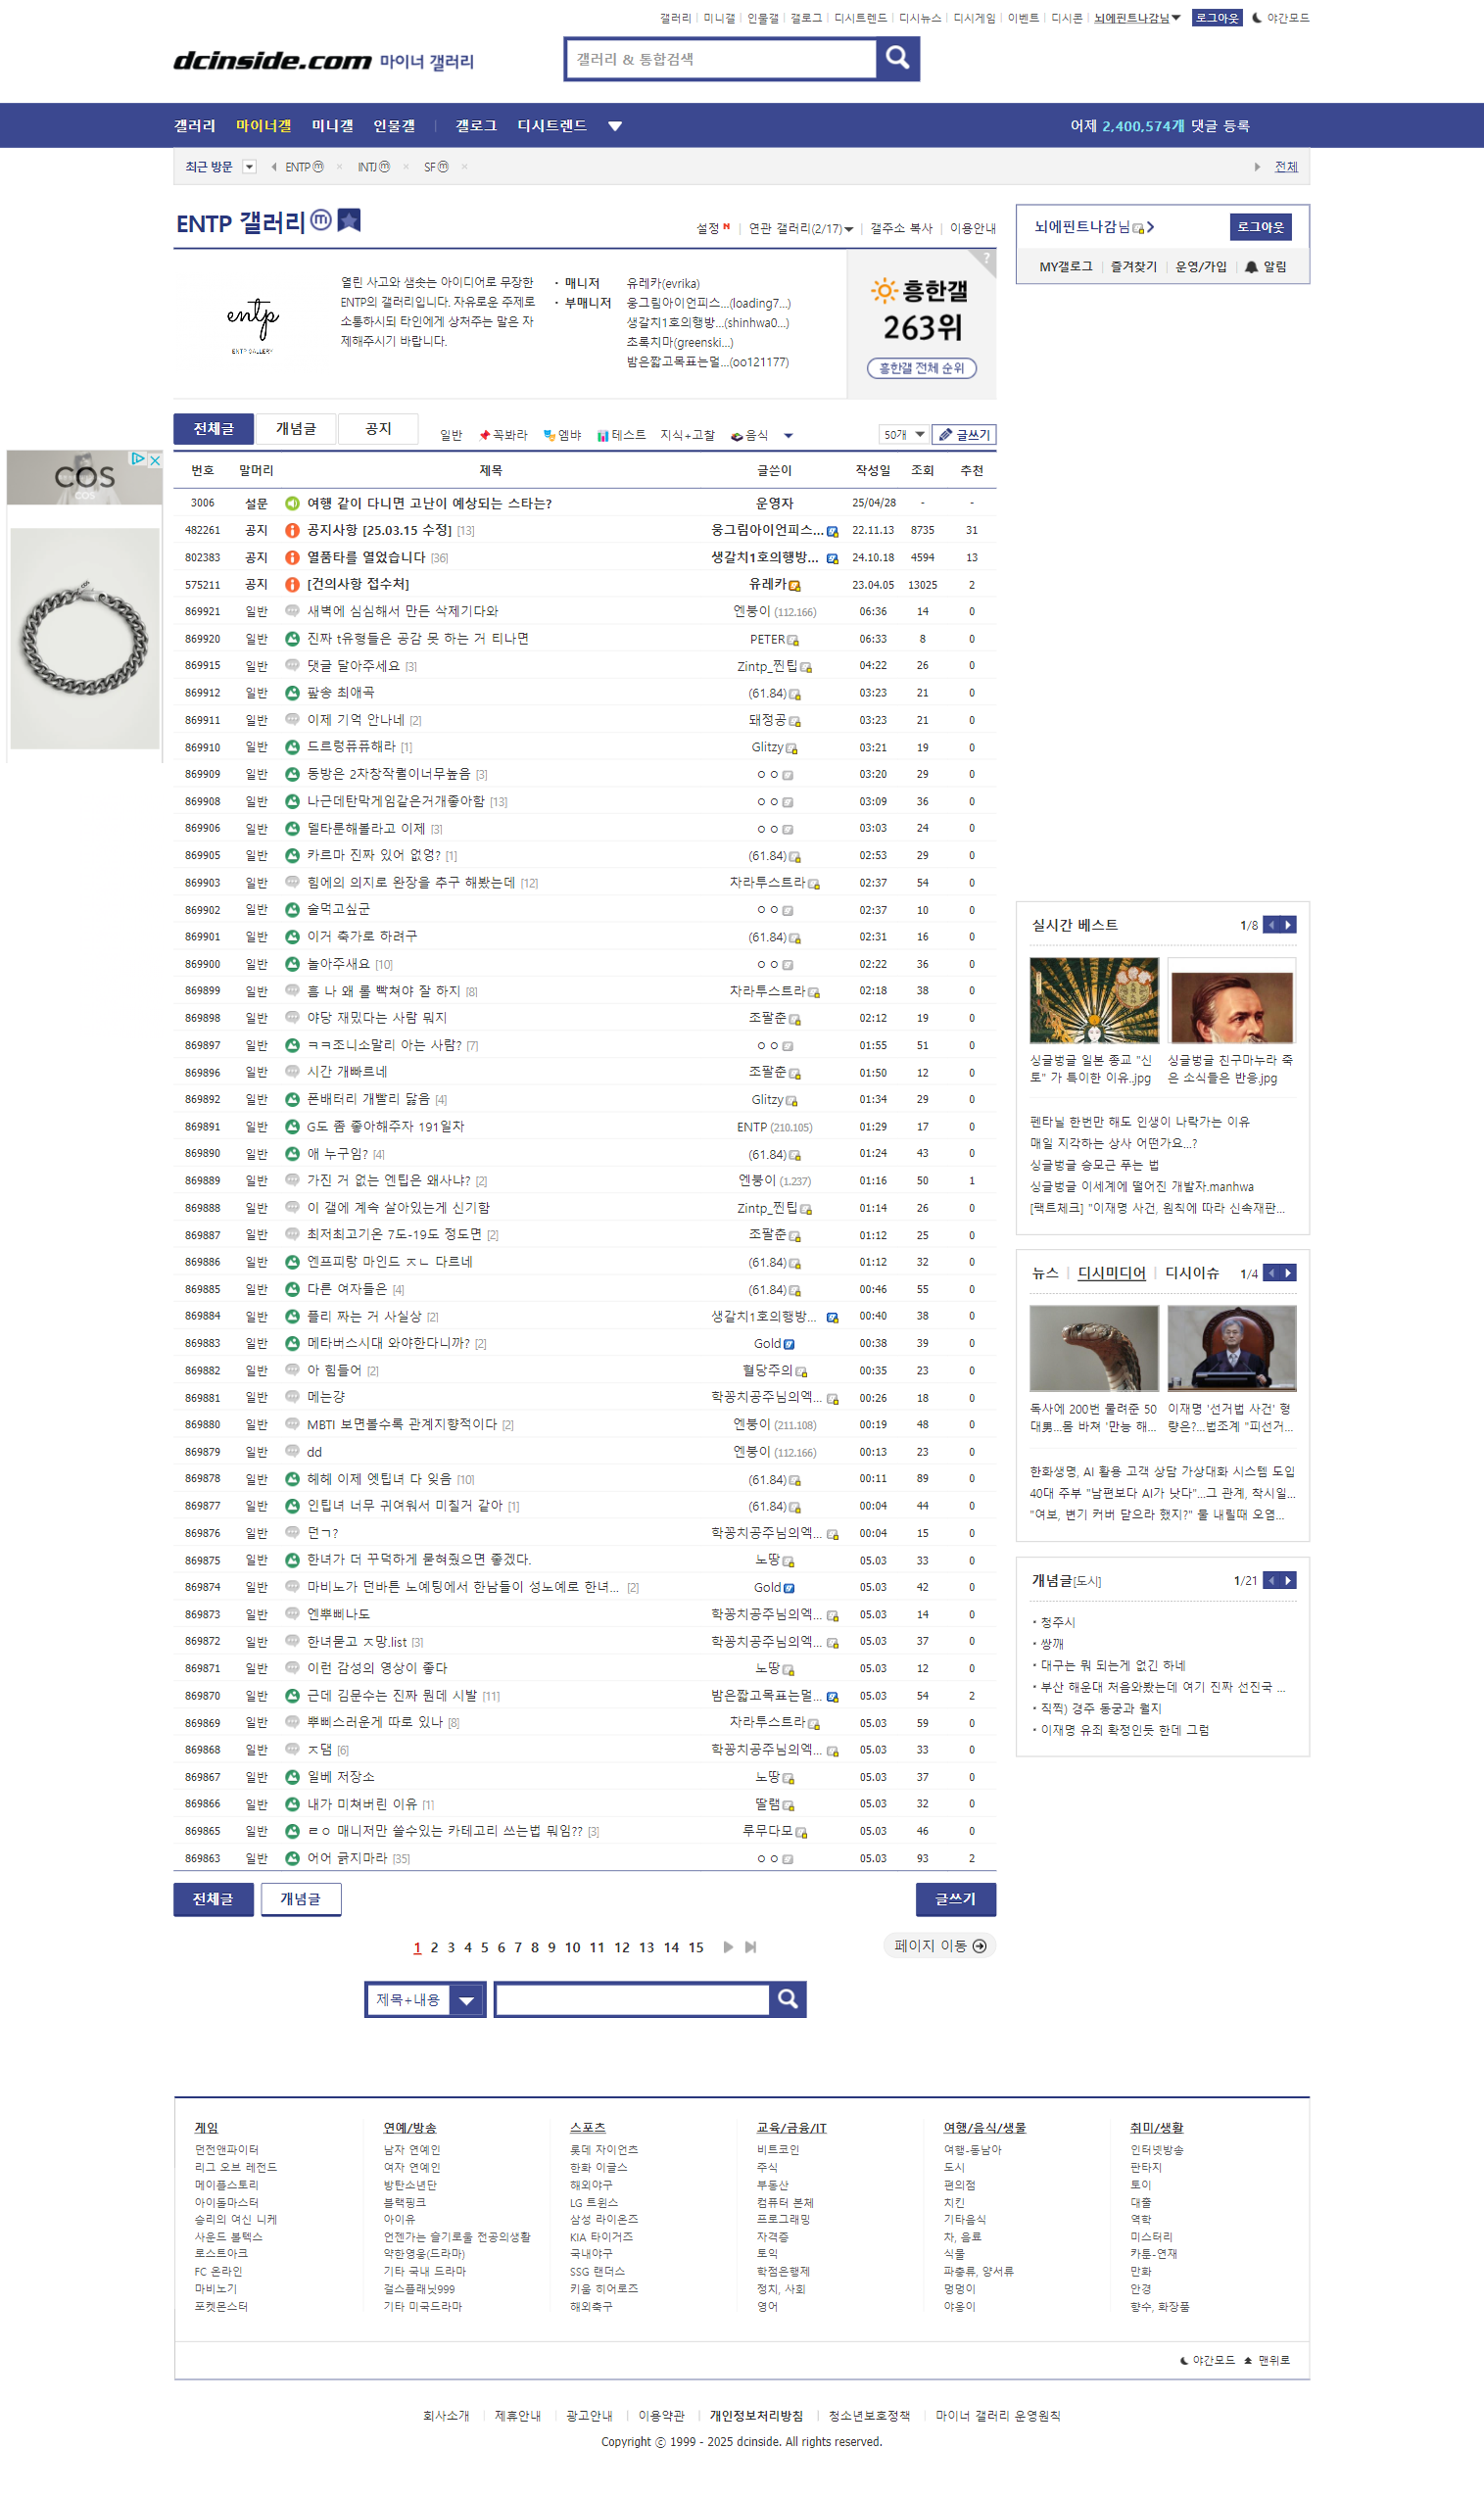 갤러리 | 마이너갤 | 미니갤 | 인물갤 | 갤로그 | 디시트렌드 | 디시뉴스 | 디시게임 | 이벤트 | 디시콘 | 뇌에핀트나감님 로그아웃 야간모드
dcinside.com 마이너 갤러리
갤러리 & 통합검색
갤러리 마이너갤 미니갤 인물갤 | 갤로그 디시트렌드
어제 2,400,574개 댓글 등록
최근 방문 ENTPⓜ × INTJⓜ × SFⓜ × 전체
ENTP 갤러리ⓜ
설정 N | 연관 갤러리(2/17) | 갤주소 복사 | 이용안내
열린 사고와 샘솟는 아이디어로 무장한
ENTP의 갤러리입니다. 자유로운 주제로
소통하시되 타인에게 상처주는 말은 자
제해주시기 바랍니다.
entp
ENTP GALLERY
· 매니저 유레카(evrika)
· 부매니저 웅그림아이언피스...(loading7...)
생갈치1호의행방...(shinhwa0...)
초록치마(greenski...)
밤은짧고목표는멀...(oo121177)
?
흥한갤
263위
흥한갤 전체 순위
뇌에핀트나감님 로그아웃
MY갤로그 | 즐겨찾기 | 운영/가입 | 알림
전체글 개념글 공지
일반 꼭봐라 엠뱌 테스트 지식+고찰 음식
50개 글쓰기
COS
COS
번호 말머리 제목 글쓴이 작성일 조회 추천
3006 설문 여행 같이 다니면 고난이 예상되는 스타는? 운영자 25/04/28 - -
482261 공지 공지사항 [25.03.15 수정] [13] 웅그림아이언피스... 22.11.13 8735 31
802383 공지 열품타를 열었습니다 [36] 생갈치1호의행방... 24.10.18 4594 13
575211 공지 [건의사항 접수처] 유레카 23.04.05 13025 2
869921 일반 새벽에 심심해서 만든 삭제기다와 엔붕이 (112.166) 06:36 14 0
869920 일반 진짜 t유형들은 공감 못 하는 거 티나면 PETER 06:33 8 0
869915 일반 댓글 달아주세요 [3] Zintp_찐팁 04:22 26 0
869912 일반 팦송 최애곡 (61.84) 03:23 21 0
869911 일반 이제 기억 안나네 [2] 돼정공 03:23 21 0
869910 일반 드르렁퓨퓨해라 [1] Glitzy 03:21 19 0
869909 일반 동방은 2차창작퀄이너무높음 [3] ㅇㅇ 03:20 29 0
869908 일반 나근데탄막게임같은거개좋아함 [13] ㅇㅇ 03:09 36 0
869906 일반 델타룬해볼라고 이제 [3] ㅇㅇ 03:03 24 0
869905 일반 카르마 진짜 있어 없엉? [1] (61.84) 02:53 29 0
869903 일반 힘에의 의지로 완장을 추구 해봤는데 [12] 차라투스트라 02:37 54 0
869902 일반 술먹고싶군 ㅇㅇ 02:37 10 0
869901 일반 이거 축가로 하려구 (61.84) 02:31 16 0
869900 일반 놀아주새요 [10] ㅇㅇ 02:22 36 0
869899 일반 흠 나 왜 롤 빡쳐야 잘 하지 [8] 차라투스트라 02:18 38 0
869898 일반 야당 재밌다는 사람 뭐지 조팔춘 02:12 19 0
869897 일반 ㅋㅋ조니소말리 아는 사람? [7] ㅇㅇ 01:55 51 0
869896 일반 시간 개빠르네 조팔춘 01:50 12 0
869892 일반 폰배터리 개빨리 닳음 [4] Glitzy 01:34 29 0
869891 일반 G도 좀 좋아해주자 191일차 ENTP (210.105) 01:29 17 0
869890 일반 얘 누구임? [4] (61.84) 01:24 43 0
869889 일반 가진 거 없는 엔팁은 왜사냐? [2] 엔붕이 (1.237) 01:16 50 1
869888 일반 이 갤에 계속 살아있는게 신기함 Zintp_찐팁 01:14 26 0
869887 일반 최저최고기온 7도-19도 정도면 [2] 조팔춘 01:12 25 0
869886 일반 엔프피랑 마인드 ㅈㄴ 다르네 (61.84) 01:12 32 0
869885 일반 다른 여자들은 [4] (61.84) 00:46 55 0
869884 일반 플리 짜는 거 사실상 [2] 생갈치1호의행방... 00:40 38 0
869883 일반 메타버스시대 와야한다니까? [2] Gold 00:38 39 0
869882 일반 아 힘들어 [2] 혈당주의 00:35 23 0
869881 일반 메는걍 학꽁치공주님의엑... 00:26 18 0
869880 일반 MBTI 보면볼수록 관계지향적이다 [2] 엔붕이 (211.108) 00:19 48 0
869879 일반 dd 엔붕이 (112.166) 00:13 23 0
869878 일반 헤헤 이제 엣팁녀 다 잊음 [10] (61.84) 00:11 89 0
869877 일반 인팁녀 너무 귀여워서 미칠거 같아 [1] (61.84) 00:04 44 0
869876 일반 던ㄱ? 학꽁치공주님의엑... 00:04 15 0
869875 일반 한녀가 더 꾸덕하게 묻혀줬으면 좋겠다. 노땅 05.03 33 0
869874 일반 마비노가 던바튼 노예팅에서 한남들이 성노예로 한녀... [2] Gold 05.03 42 0
869873 일반 엔뿌삐나도 학꽁치공주님의엑... 05.03 14 0
869872 일반 한녀묻고 ㅈ망.list [3] 학꽁치공주님의엑... 05.03 37 0
869871 일반 이런 감성의 영상이 좋다 노땅 05.03 12 0
869870 일반 근데 김문수는 진짜 뭔데 시발 [11] 밤은짧고목표는멀... 05.03 54 2
869869 일반 뿌삐스러운게 따로 있나 [8] 차라투스트라 05.03 59 0
869868 일반 ㅈ댐 [6] 학꽁치공주님의엑... 05.03 33 0
869867 일반 일베 저장소 노땅 05.03 37 0
869866 일반 내가 미쳐버린 이유 [1] 딸램 05.03 32 0
869865 일반 ㄹㅇ 매니저만 쓸수있는 카테고리 쓰는법 뭐임?? [3] 루무다모 05.03 46 0
869863 일반 어어 긁지마라 [35] ㅇㅇ 05.03 93 2
실시간 베스트 1/8
싱글벙글 일본 종교 "신
토" 가 특이한 이유..jpg
싱글벙글 친구마누라 죽
은 소식들은 반응.jpg
펜타닐 한번만 해도 인생이 나락가는 이유
매일 지각하는 상사 어떤가요...?
싱글벙글 승모근 푸는 법
싱글벙글 이세계에 떨어진 개발자.manhwa
[팩트체크] "이재명 사건, 원칙에 따라 신속재판...
뉴스 | 디시미디어 | 디시이슈 1/4
독사에 200번 물려준 50
대男...몸 바쳐 '만능 해...
이재명 '선거법 사건' 형
량은?...법조계 "피선거...
한화생명, AI 활용 고객 상담 가상대화 시스템 도입
40대 주부 "남편보다 AI가 낫다"...그 관계, 착시일...
"여보, 변기 커버 닫으라 했지?" 물 내릴때 오염...
개념글[도시] 1/21
· 청주시
· 쌍깨
· 대구는 뭐 되는게 없긴 하네
· 부산 해운대 처음와봤는데 여기 진짜 선진국 ...
· 직찍) 경주 동궁과 월지
· 이재명 유죄 확정인듯 한데 그럼
전체글 개념글 글쓰기
1 2 3 4 5 6 7 8 9 10 11 12 13 14 15
페이지 이동
제목+내용
게임
던전앤파이터
리그 오브 레전드
메이플스토리
아이돌마스터
승리의 여신 니케
사운드 볼텍스
로스트아크
FC 온라인
마비노기
포켓몬스터
연예/방송
남자 연예인
여자 연예인
방탄소년단
블랙핑크
아이유
언젠가는 슬기로울 전공의생활
약한영웅(드라마)
기타 국내 드라마
걸스플래닛999
기타 미국드라마
스포츠
롯데 자이언츠
한화 이글스
해외야구
LG 트윈스
삼성 라이온즈
KIA 타이거즈
국내야구
SSG 랜더스
키움 히어로즈
해외축구
교육/금융/IT
비트코인
주식
부동산
컴퓨터 본체
프로그래밍
자격증
토익
학점은행제
정치, 사회
영어
여행/음식/생물
여행-동남아
도시
편의점
치킨
기타음식
차, 음료
식물
파충류, 양서류
멍멍이
야옹이
취미/생활
인터넷방송
판타지
토이
대출
역학
미스터리
카툰-연재
만화
안경
향수, 화장품
야간모드 맨위로
회사소개 | 제휴안내 | 광고안내 | 이용약관 | 개인정보처리방침 | 청소년보호정책 | 마이너 갤러리 운영원칙
Copyright ⓒ 1999 - 2025 dcinside. All rights reserved.